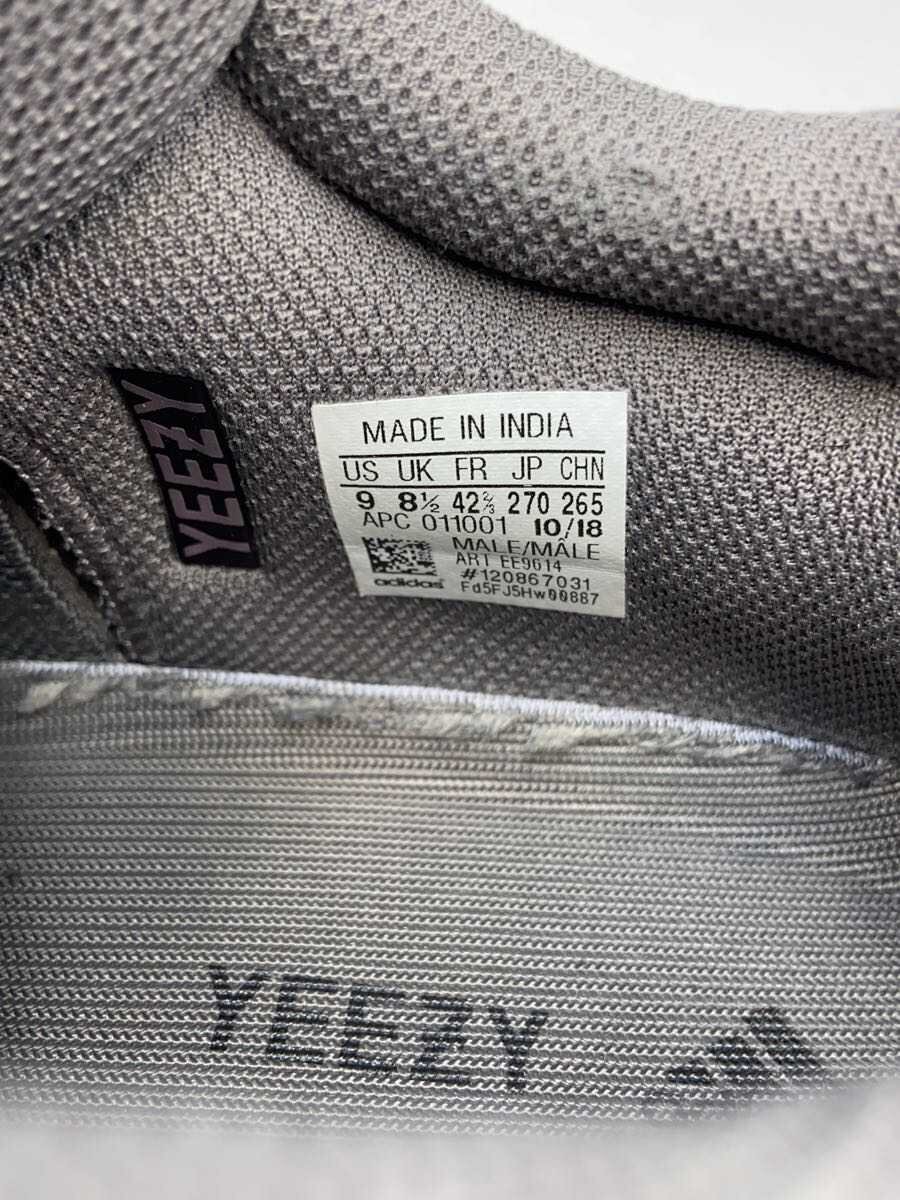 YEEZY
MADE IN INDIA
US UK FR JP CHN
9 8½ 42⅔ 270 265
APC 011001 10/18
MALE/MÂLE
ART EE9614
#120867031
adidas
Fd5FJ5Hw00887
YEEZY